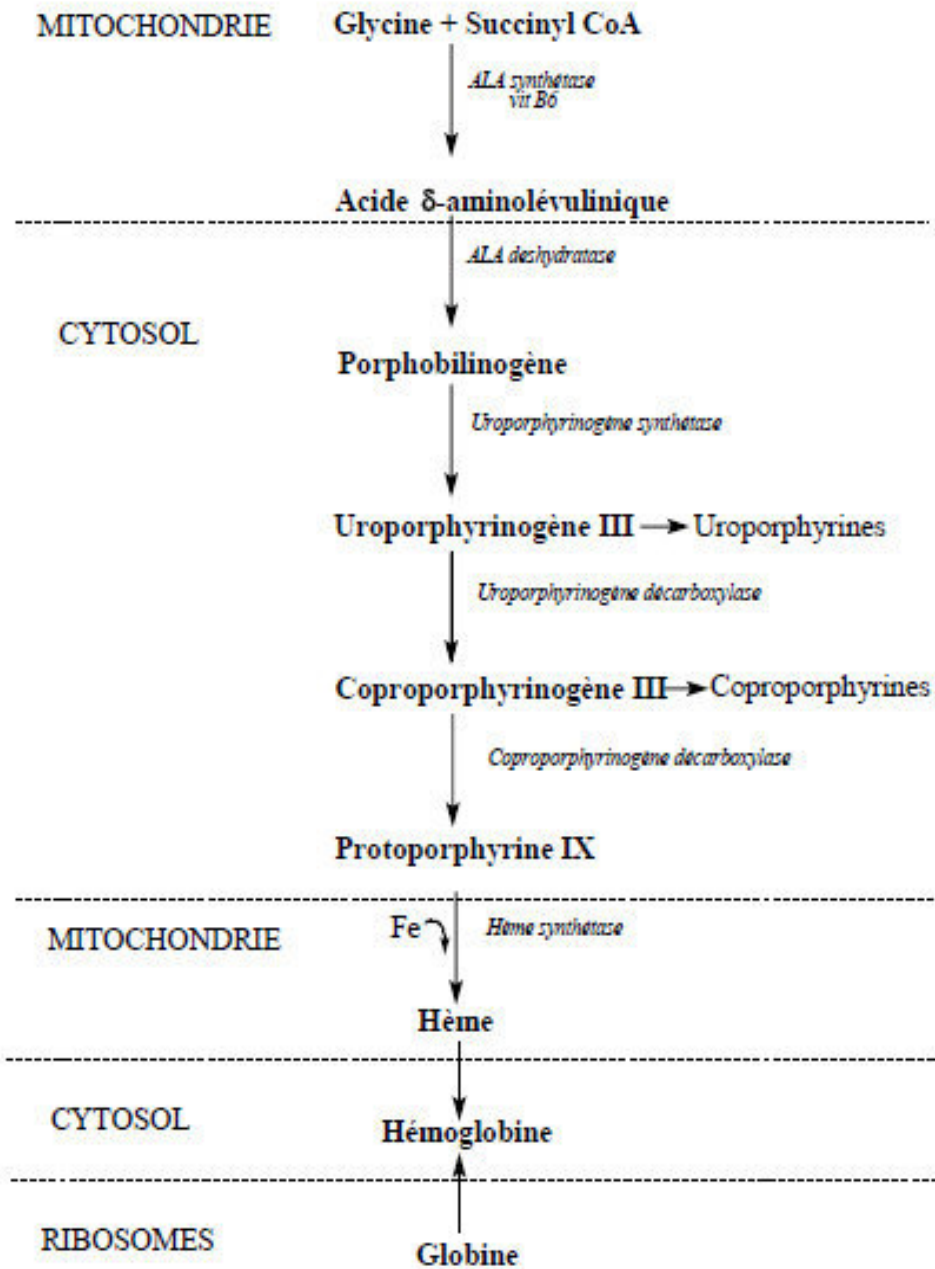 MITOCHONDRIE
Glycine + Succinyl CoA
ALA synthétase
vit B6
Acide δ-aminolévulinique
ALA deshydratase
CYTOSOL
Porphobilinogène
Uroporphyrinogène synthétase
Uroporphyrinogène III
Uroporphyrines
Uroporphyrinogène décarboxylase
Coproporphyrinogène III
Coproporphyrines
Coproporphyrinogène décarboxylase
Protoporphyrine IX
MITOCHONDRIE
Fe
Hème synthétase
Hème
CYTOSOL
Hémoglobine
RIBOSOMES
Globine